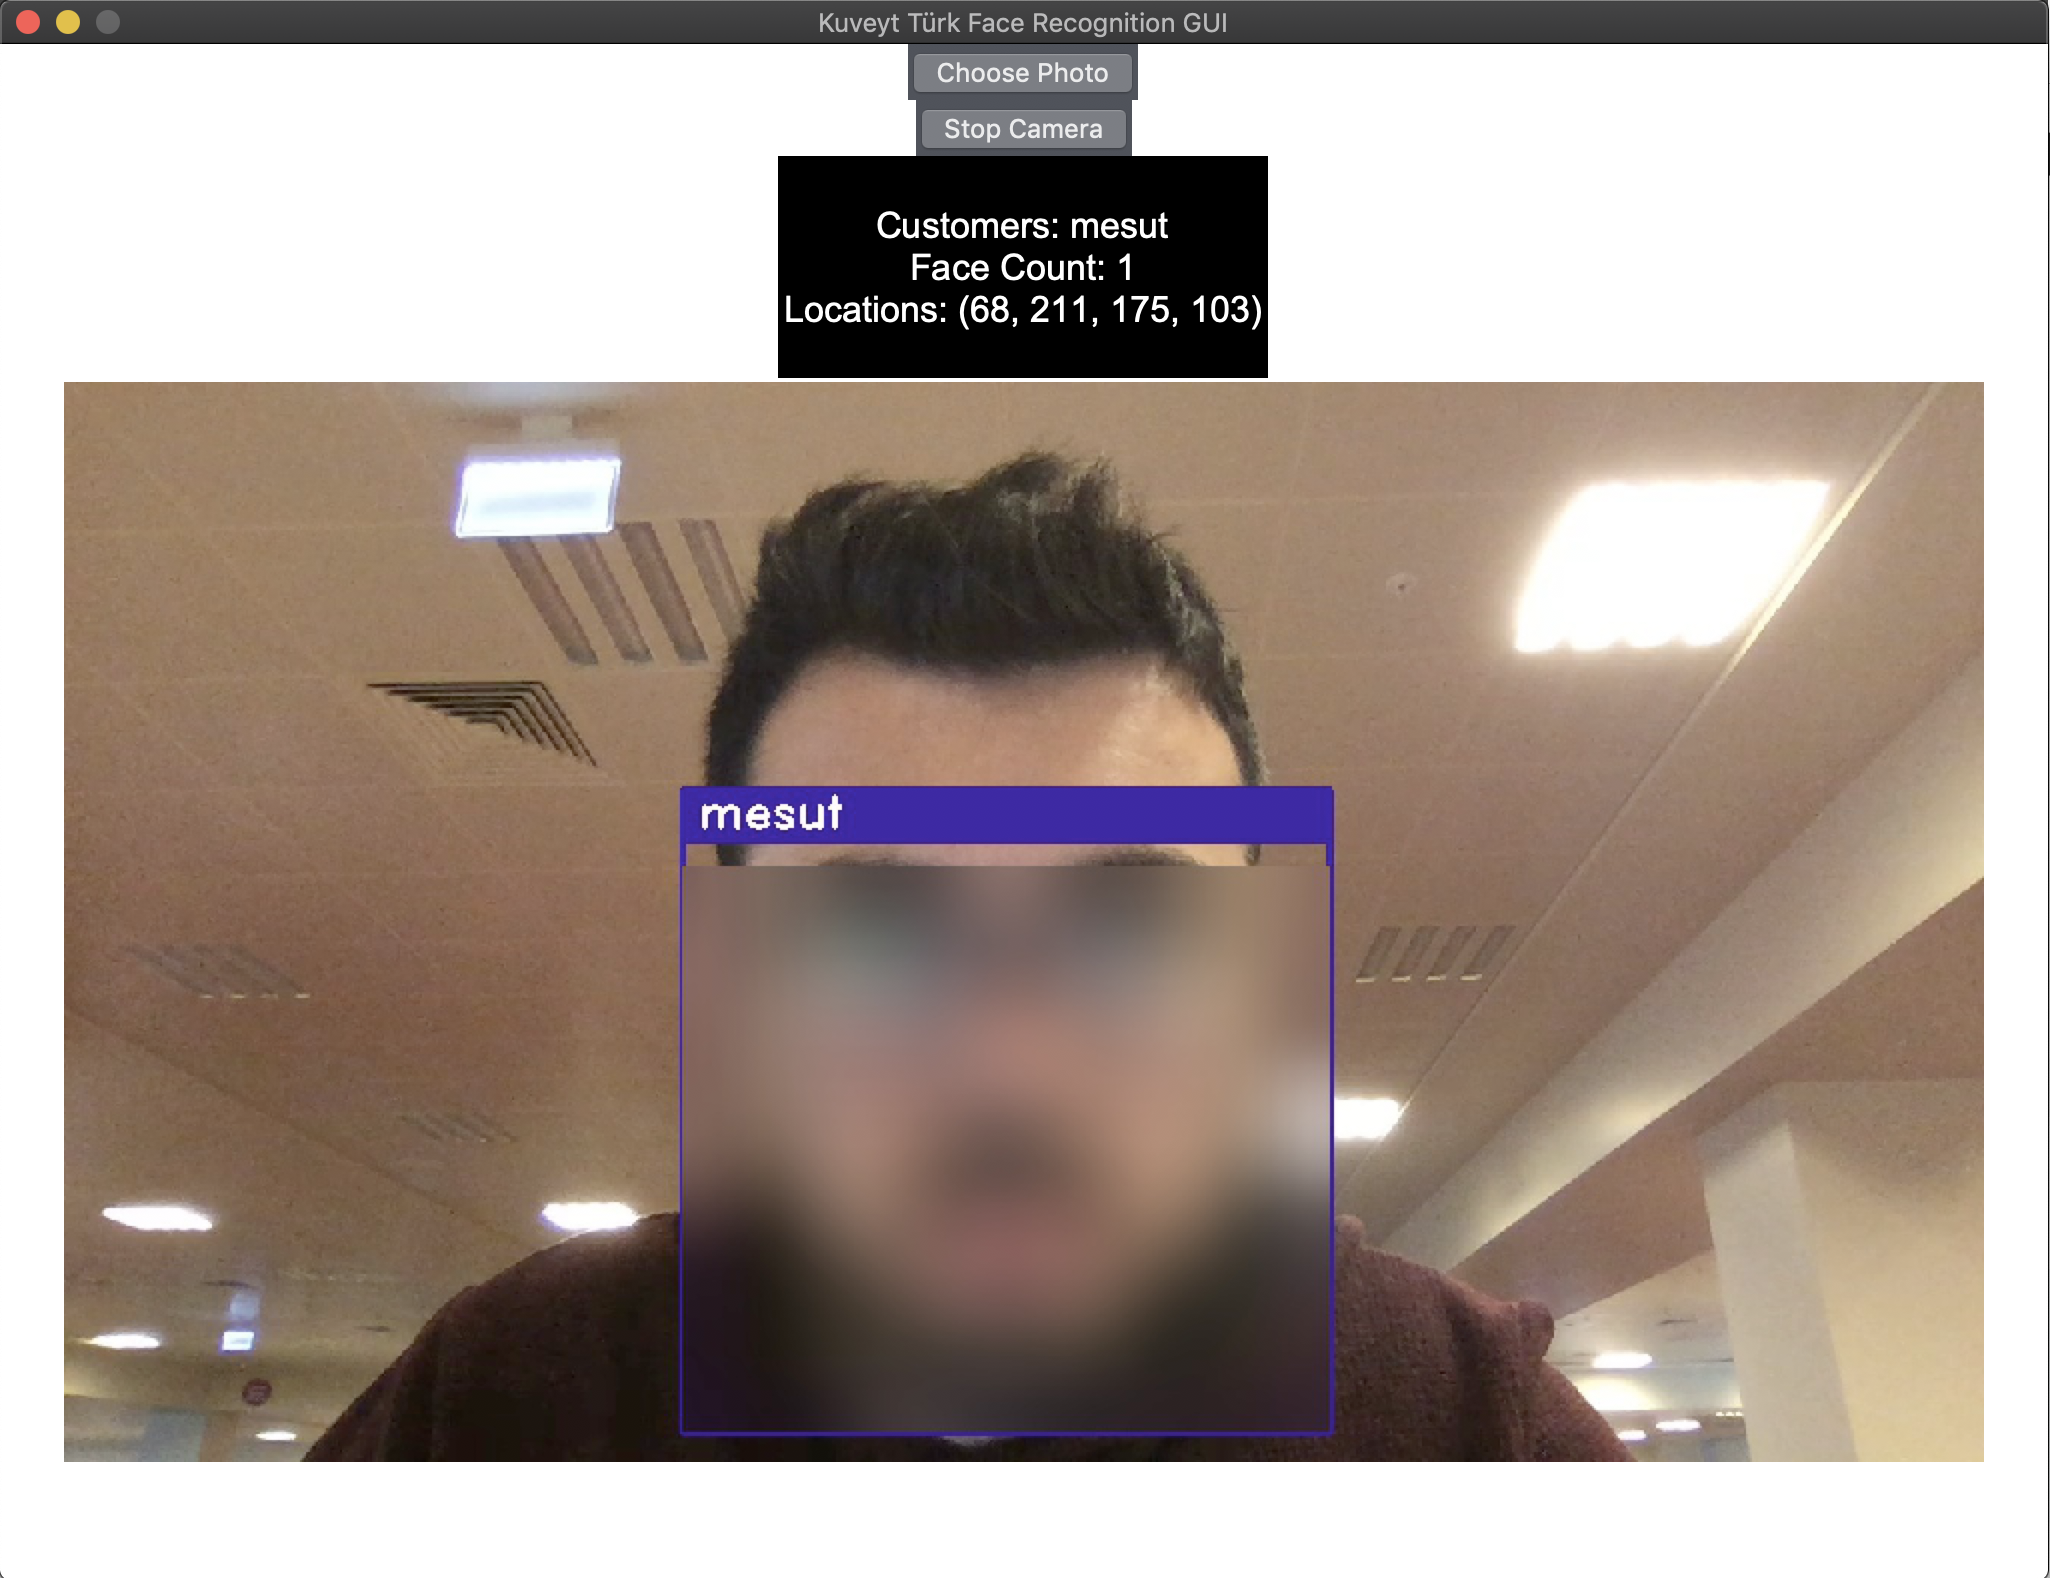 Kuveyt Türk Face Recognition GUI
Choose Photo
Stop Camera
Customers: mesut
Face Count: 1
Locations: (68, 211, 175, 103)
mesut